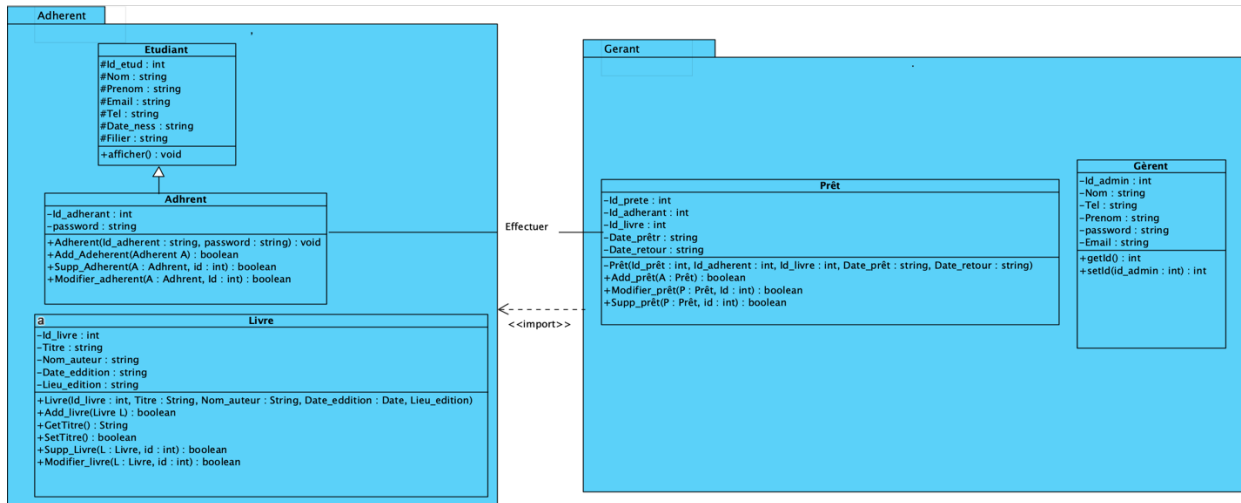 Adherent
Etudiant
#Id_etud : int
#Nom : string
#Prenom : string
#Email : string
#Tel : string
#Date_ness : string
#Filier : string
+afficher() : void
Adhrent
-Id_adherant : int
-password : string
+Adherent(Id_adherent : string, password : string) : void
+Add_Adeherent(Adherent A) : boolean
+Supp_Adherent(A : Adhrent, id : int) : boolean
+Modifier_adherent(A : Adhrent, Id : int) : boolean
a
Livre
-Id_livre : int
-Titre : string
-Nom_auteur : string
-Date_eddition : string
-Lieu_edition : string
+Livre(Id_livre : int, Titre : String, Nom_auteur : String, Date_eddition : Date, Lieu_edition)
+Add_livre(Livre L) : boolean
+GetTitre() : String
+SetTitre() : boolean
+Supp_Livre(L : Livre, id : int) : boolean
+Modifier_livre(L : Livre, id : int) : boolean
Effectuer
<<import>>
Gerant
Prêt
-Id_prete : int
-Id_adherant : int
-Id_livre : int
-Date_prêtr : string
-Date_retour : string
-Prêt(Id_prêt : int, Id_adherent : int, Id_livre : int, Date_prêt : string, Date_retour : string)
+Add_prêt(A : Prêt) : boolean
+Modifier_prêt(P : Prêt, Id : int) : boolean
+Supp_prêt(P : Prêt, id : int) : boolean
Gèrent
-Id_admin : int
-Nom : string
-Tel : string
-Prenom : string
-password : string
-Email : string
+getId() : int
+setId(id_admin : int) : int